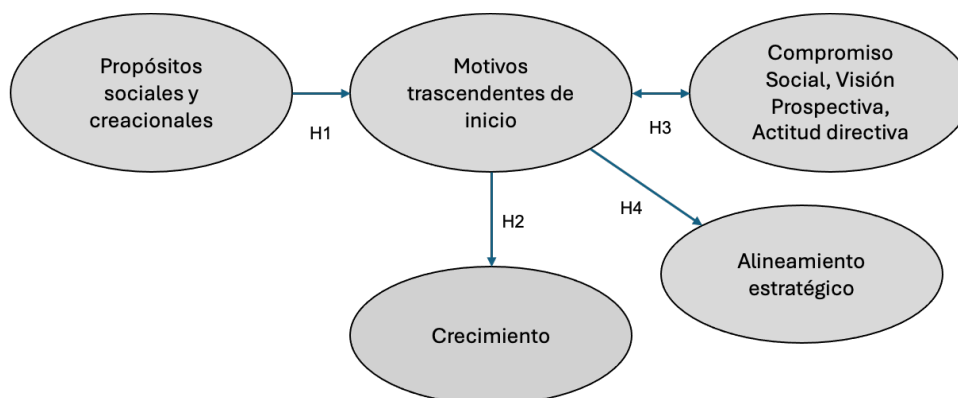 Propósitos
sociales y
creacionales
H1
Motivos
trascendentes de
inicio
H3
Compromiso
Social, Visión
Prospectiva,
Actitud directiva
H2
H4
Alineamiento
estratégico
Crecimiento